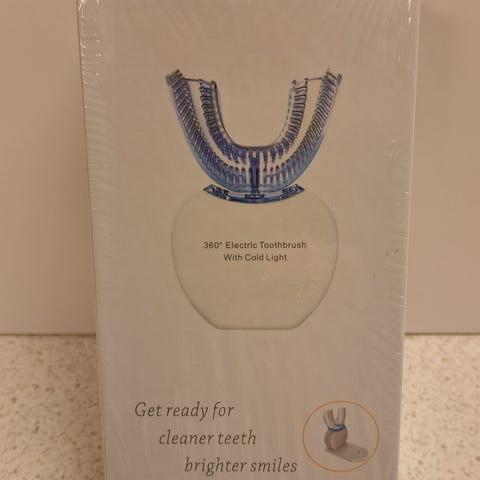 360° Electric Toothbrush
With Cold Light
Get ready for
cleaner teeth
brighter smiles